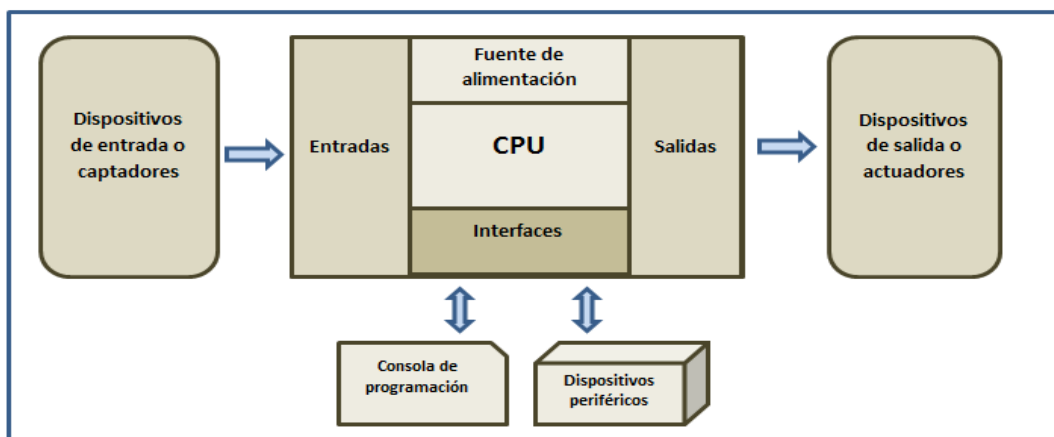 Dispositivos
de entrada o
captadores
Entradas
Fuente de
alimentación
CPU
Interfaces
Salidas
Dispositivos
de salida o
actuadores
Consola de
programación
Dispositivos
periféricos